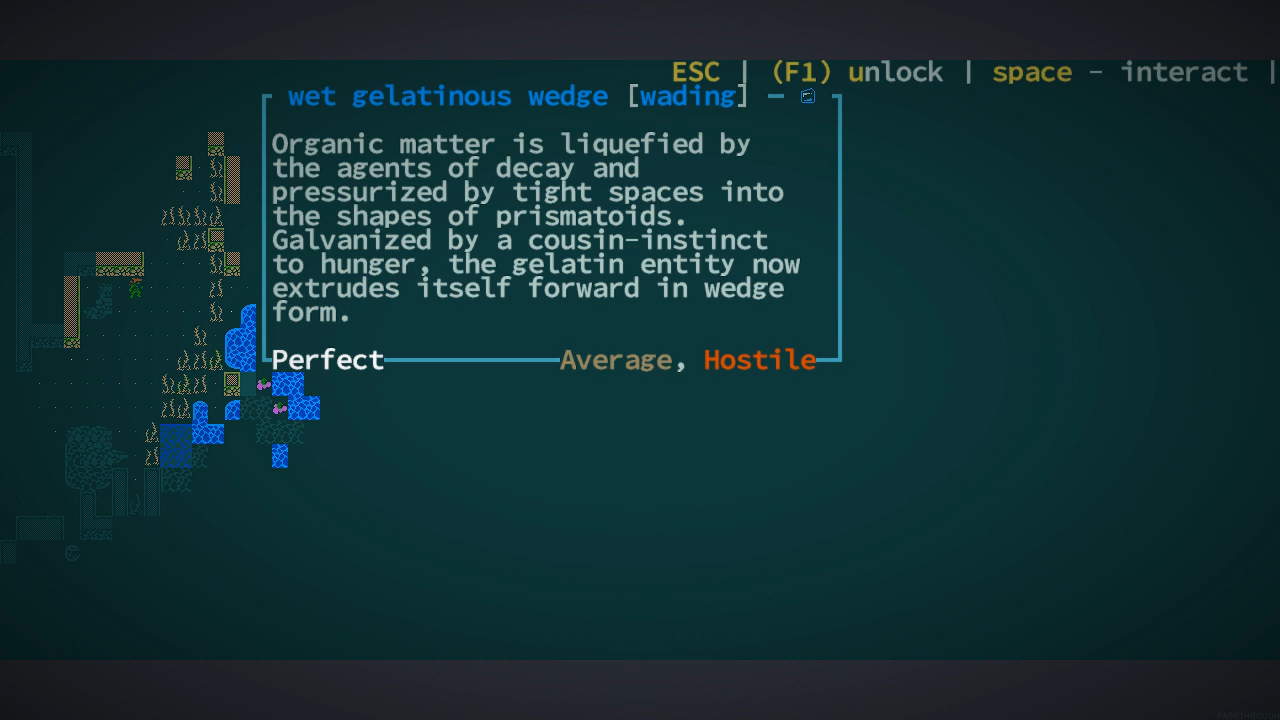 ESC | (F1) unlock | space - interact |
wet gelatinous wedge [wading]
Organic matter is liquefied by
the agents of decay and
pressurized by tight spaces into
the shapes of prismatoids.
Galvanized by a cousin-instinct
to hunger, the gelatin entity now
extrudes itself forward in wedge
form.
Perfect Average, Hostile